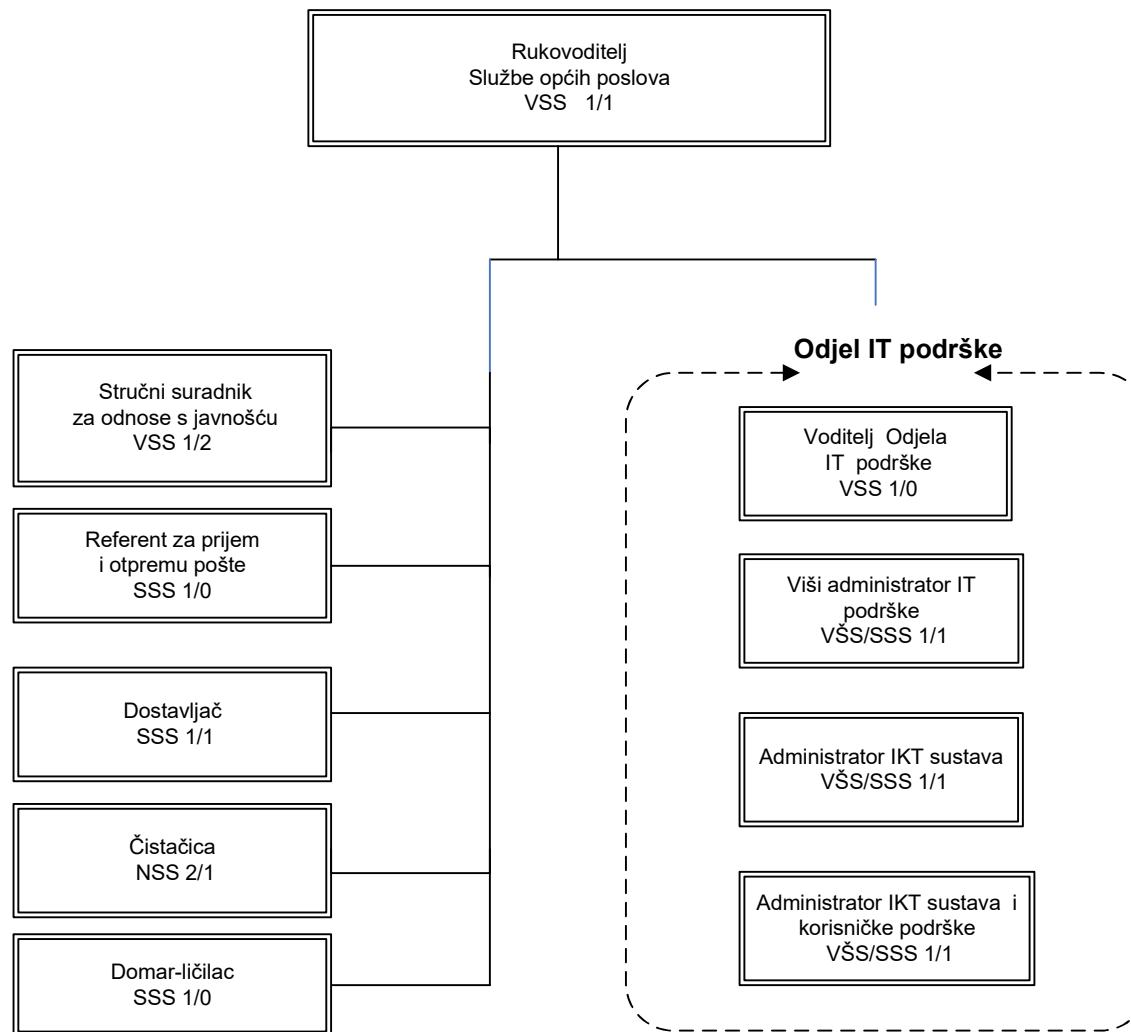 Rukovoditelj
Službe općih poslova
VSS 1/1
Stručni suradnik
za odnose s javnošću
VSS 1/2
Referent za prijem
i otpremu pošte
SSS 1/0
Dostavljač
SSS 1/1
Čistačica
NSS 2/1
Domar-ličilac
SSS 1/0
Odjel IT podrške
Voditelj Odjela
IT podrške
VSS 1/0
Viši administrator IT
podrške
VŠS/SSS 1/1
Administrator IKT sustava
VŠS/SSS 1/1
Administrator IKT sustava i
korisničke podrške
VŠS/SSS 1/1